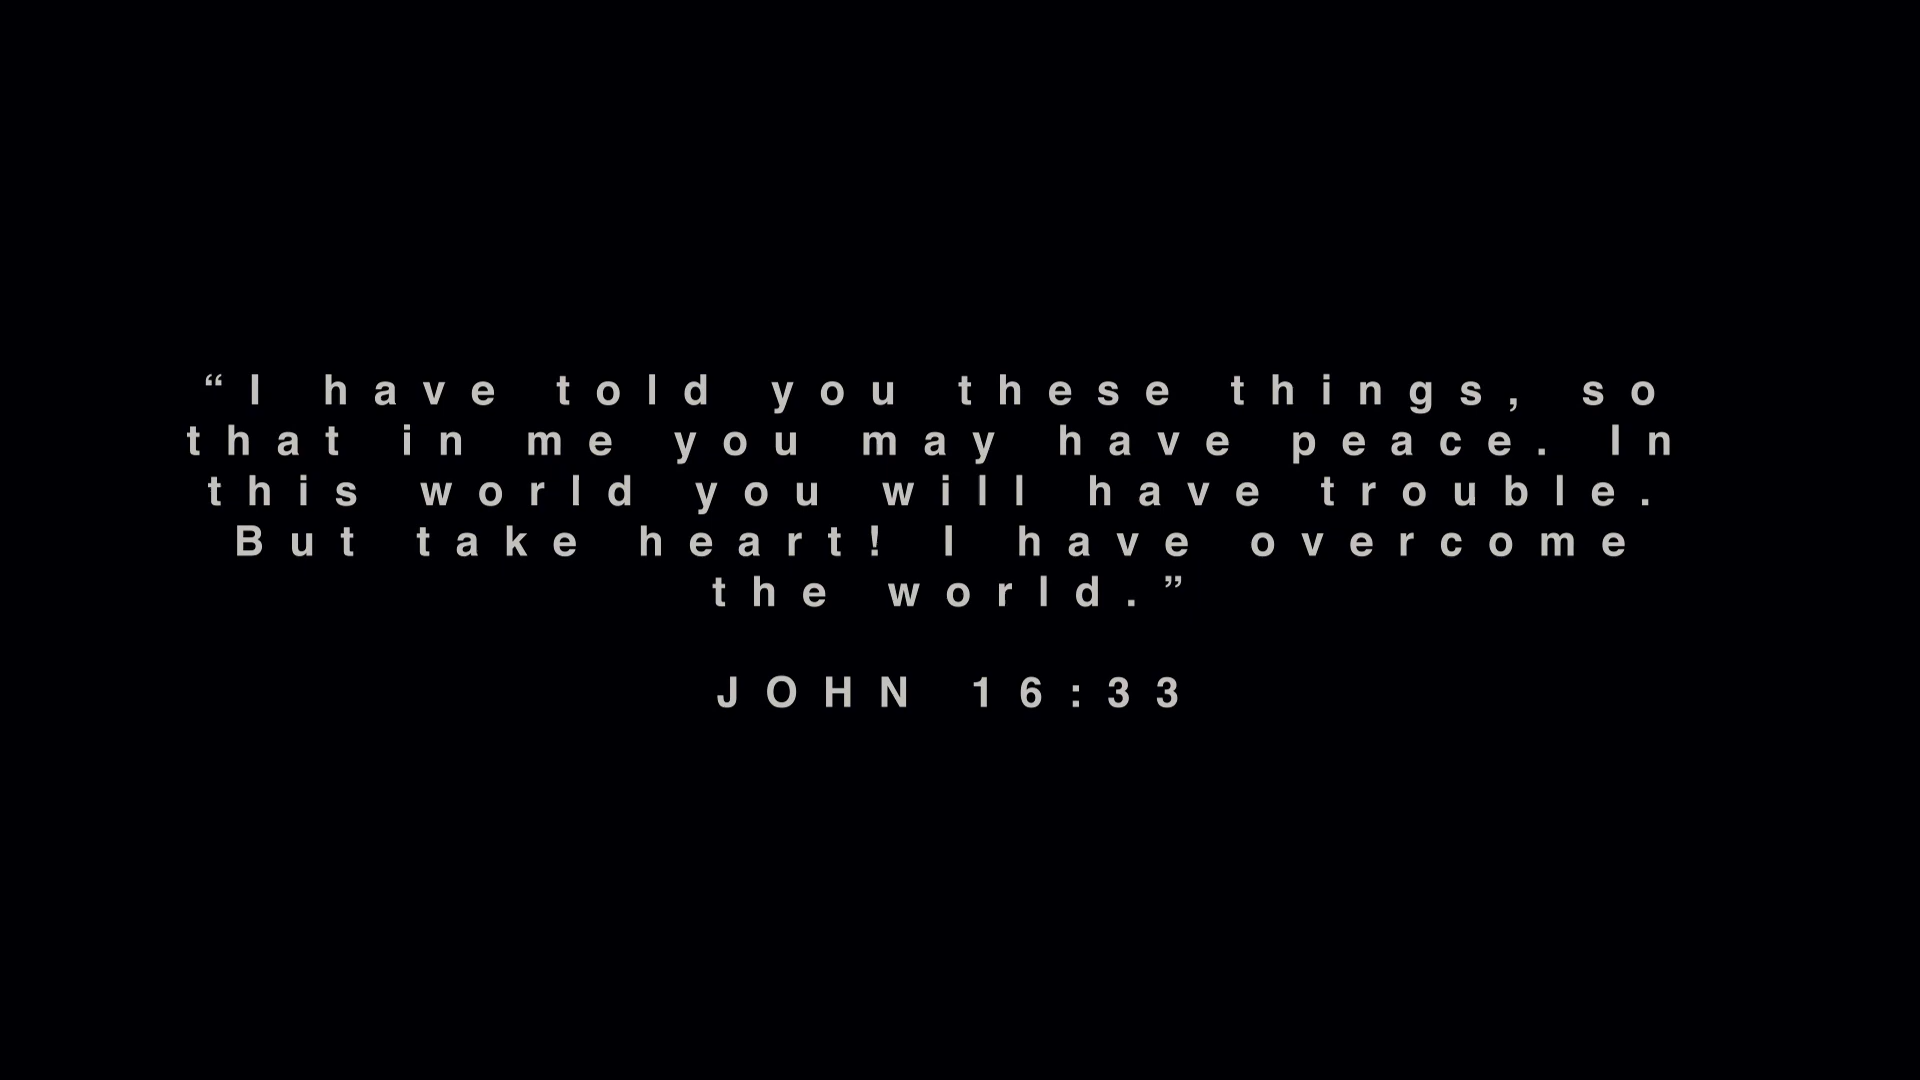 “I have told you these things, so
that in me you may have peace. In
this world you will have trouble.
But take heart! I have overcome
the world.”
JOHN 16:33